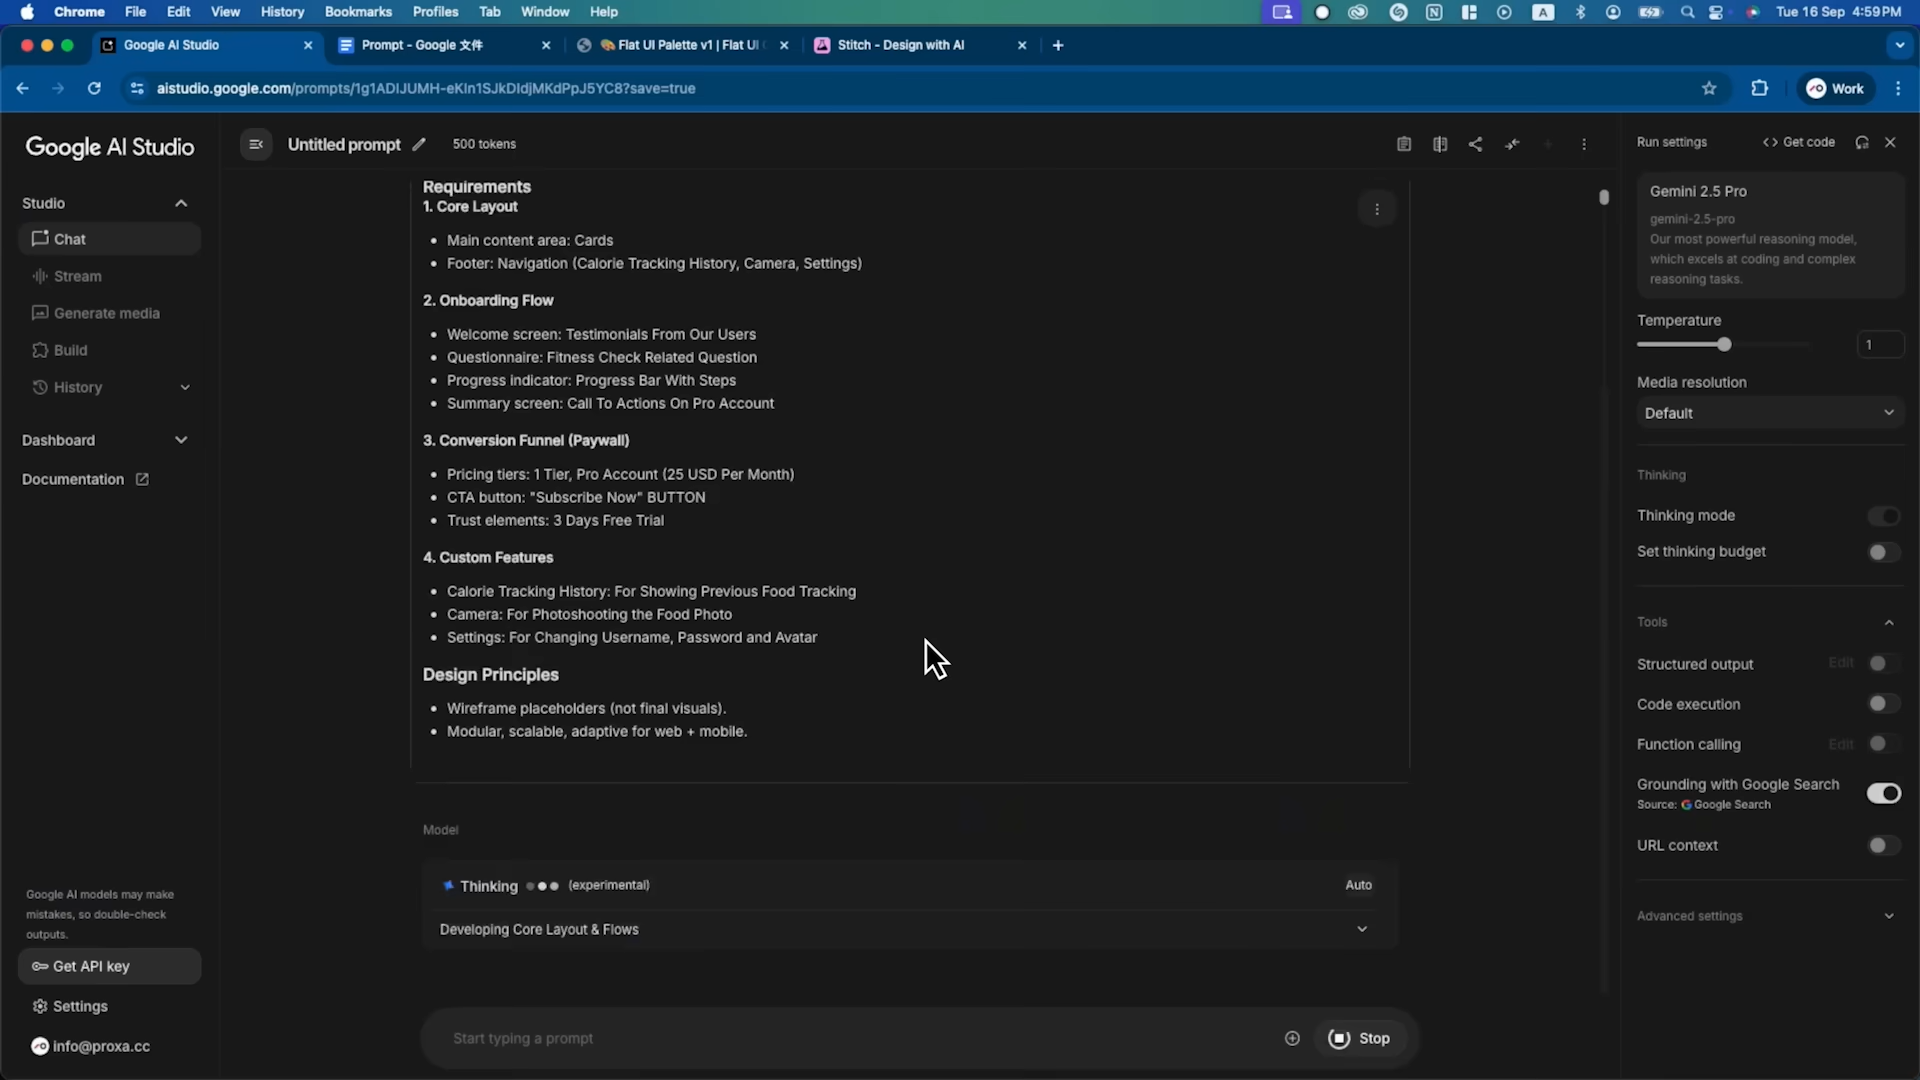 Chrome File Edit View History Bookmarks Profiles Tab Window Help
A Tue 16 Sep 4:59 PM
Google AI Studio
Prompt - Google 文件
Flat UI Palette v1 | Flat UI
Stitch - Design with AI
aistudio.google.com/prompts/1g1ADIJUMH-eKIn1SJkDIdjMKdPpJ5YC8?save=true
Work
Google AI Studio
Studio
Chat
Stream
Generate media
Build
History
Dashboard
Documentation
Google AI models may make
mistakes, so double-check
outputs.
Get API key
Settings
info@proxa.cc
Untitled prompt
500 tokens
Requirements
1. Core Layout
Main content area: Cards
Footer: Navigation (Calorie Tracking History, Camera, Settings)
2. Onboarding Flow
Welcome screen: Testimonials From Our Users
Questionnaire: Fitness Check Related Question
Progress indicator: Progress Bar With Steps
Summary screen: Call To Actions On Pro Account
3. Conversion Funnel (Paywall)
Pricing tiers: 1 Tier, Pro Account (25 USD Per Month)
CTA button: "Subscribe Now" BUTTON
Trust elements: 3 Days Free Trial
4. Custom Features
Calorie Tracking History: For Showing Previous Food Tracking
Camera: For Photoshooting the Food Photo
Settings: For Changing Username, Password and Avatar
Design Principles
Wireframe placeholders (not final visuals).
Modular, scalable, adaptive for web + mobile.
Model
Thinking (experimental)
Auto
Developing Core Layout & Flows
Start typing a prompt
Stop
Run settings
<> Get code
Gemini 2.5 Pro
gemini-2.5-pro
Our most powerful reasoning model,
which excels at coding and complex
reasoning tasks.
Temperature
1
Media resolution
Default
Thinking
Thinking mode
Set thinking budget
Tools
Structured output
Edit
Code execution
Function calling
Edit
Grounding with Google Search
Source: G Google Search
URL context
Advanced settings